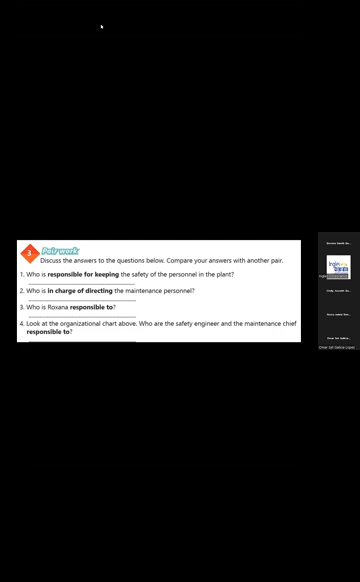 3
Pair work
Discuss the answers to the questions below. Compare your answers with another pair.
1. Who is responsible for keeping the safety of the personnel in the plant?
2. Who is in charge of directing the maintenance personnel?
3. Who is Roxana responsible to?
4. Look at the organizational chart above. Who are the safety engineer and the maintenance chief
responsible to?